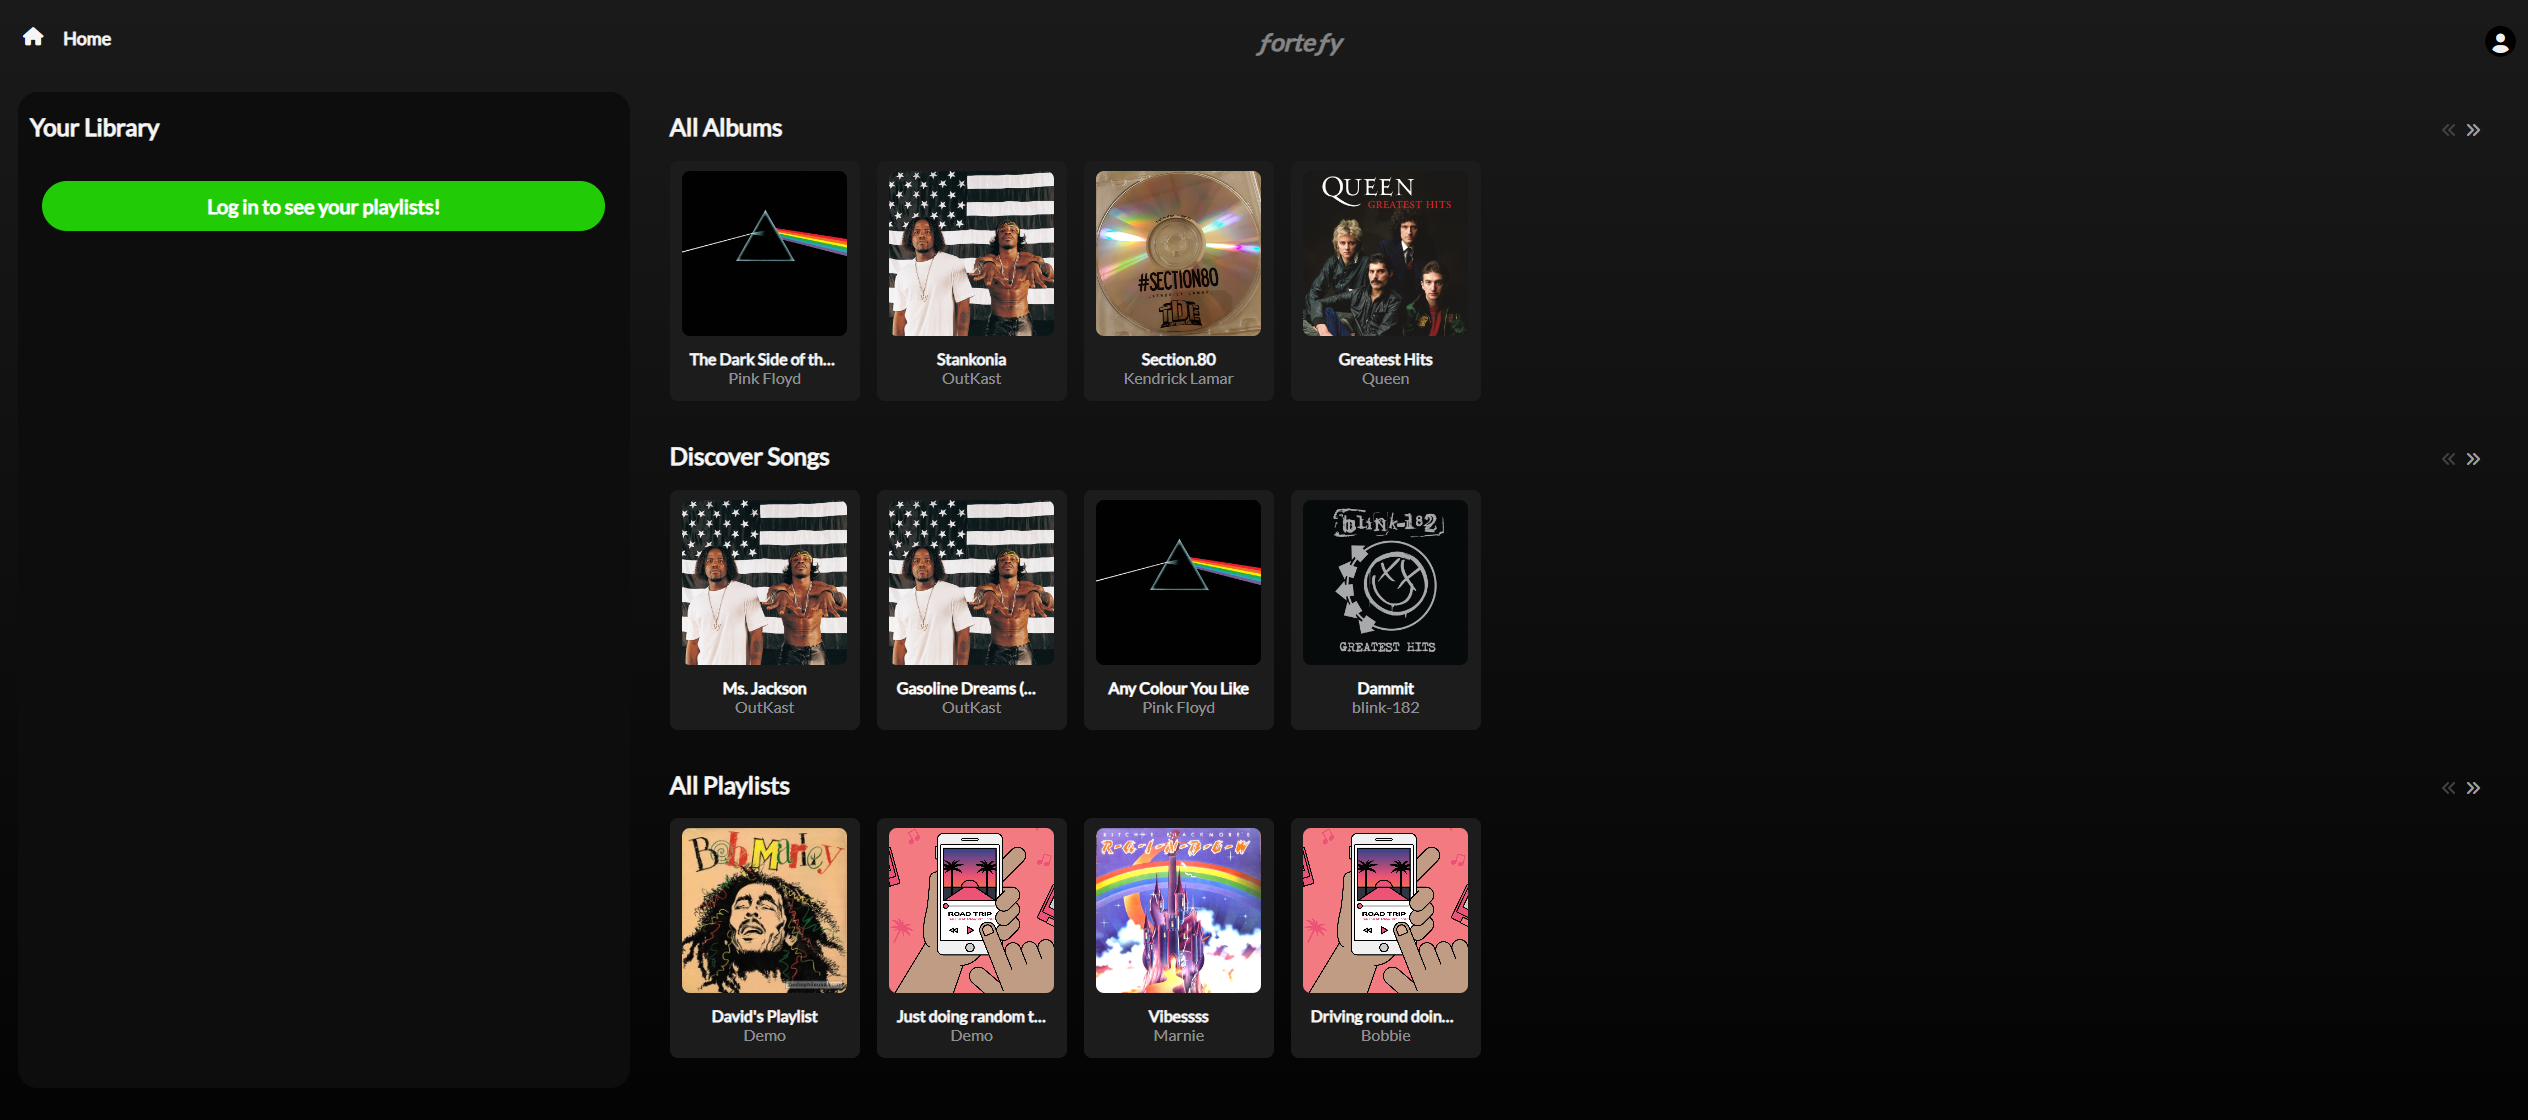 Home
fortefy
Your Library
Log in to see your playlists!
All Albums
QUEEN
GREATEST HITS
#SECTION80
TDE
The Dark Side of th...
Pink Floyd
Stankonia
OutKast
Section.80
Kendrick Lamar
Greatest Hits
Queen
Discover Songs
blink-182
GREATEST HITS
Ms. Jackson
OutKast
Gasoline Dreams (...
OutKast
Any Colour You Like
Pink Floyd
Dammit
blink-182
All Playlists
Bob Marley
ROAD TRIP
R-A-I-N-B-O-W
ROAD TRIP
David's Playlist
Demo
Just doing random t...
Demo
Vibessss
Marnie
Driving round doin...
Bobbie